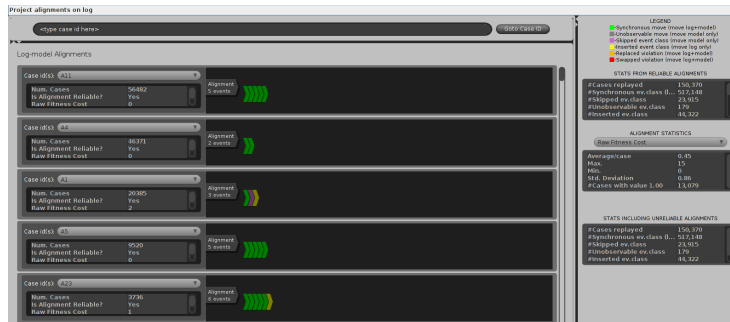 Project alignments on log
<type case id here>
Goto Case ID
Log-model Alignments
Case id(s): A11
Num. Cases 56482
Is Alignment Reliable? Yes
Raw Fitness Cost 0
Alignment
5 events
Case id(s): A4
Num. Cases 46371
Is Alignment Reliable? Yes
Raw Fitness Cost 0
Alignment
2 events
Case id(s): A1
Num. Cases 20385
Is Alignment Reliable? Yes
Raw Fitness Cost 2
Alignment
3 events
Case id(s): A5
Num. Cases 9520
Is Alignment Reliable? Yes
Raw Fitness Cost 0
Alignment
5 events
Case id(s): A23
Num. Cases 3736
Is Alignment Reliable? Yes
Raw Fitness Cost 1
Alignment
6 events
LEGEND
-Synchronous move (move log+model)
-Unobservable move (move model only)
-Skipped event class (move model only)
-Inserted event class (move log only)
-Replaced violation (move log+model)
-Swapped violation (move log+model)
STATS FROM RELIABLE ALIGNMENTS
#Cases replayed 150,370
#Synchronous ev.class (l... 517,148
#Skipped ev.class 23,915
#Unobservable ev.class 179
#Inserted ev.class 44,322
ALIGNMENT STATISTICS
Raw Fitness Cost
Average/case 0.45
Max. 15
Min. 0
Std. Deviation 0.86
#Cases with value 1.00 13,079
STATS INCLUDING UNRELIABLE ALIGNMENTS
#Cases replayed 150,370
#Synchronous ev.class (l... 517,148
#Skipped ev.class 23,915
#Unobservable ev.class 179
#Inserted ev.class 44,322